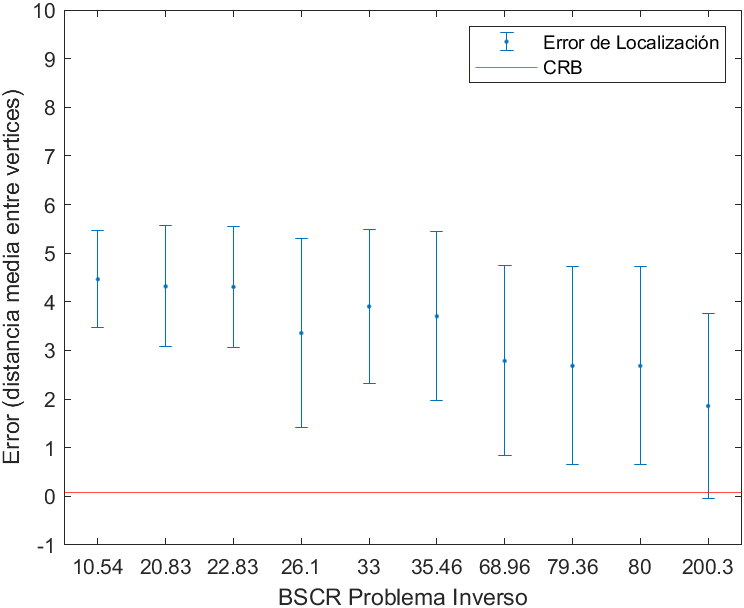 Error de Localización
CRB
Error (distancia media entre vertices)
10
9
8
7
6
5
4
3
2
1
0
-1
10.54 20.83 22.83 26.1 33 35.46 68.96 79.36 80 200.3
BSCR Problema Inverso